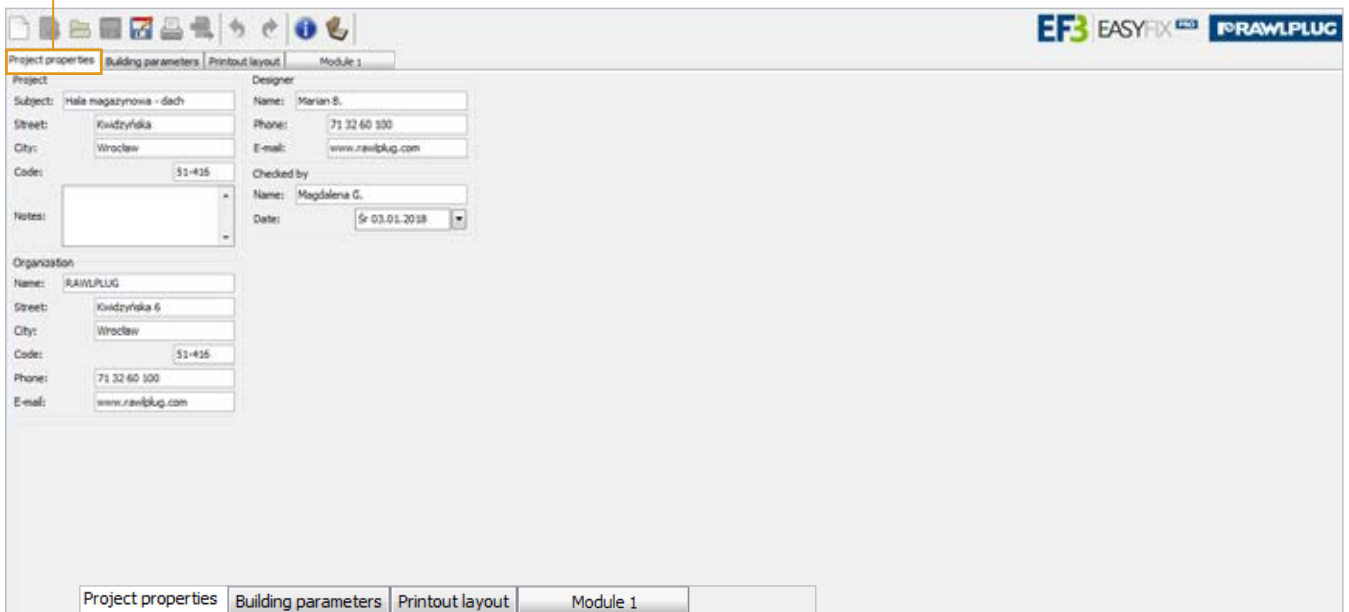 EF3 EASYFIX PRO RAWLPLUG
Project properties Building parameters Printout layout Module 1
Project
Subject: Hala magazynowa - dach
Street: Kwidzyńska
City: Wrocław
Code: 51-416
Notes:
Organization
Name: RAWLPLUG
Street: Kwidzyńska 6
City: Wrocław
Code: 51-416
Phone: 71 32 60 100
E-mail: www.rawlplug.com
Designer
Name: Marian B.
Phone: 71 32 60 100
E-mail: www.rawlplug.com
Checked by
Name: Magdalena G.
Date: Śr 03.01.2018
Project properties Building parameters Printout layout Module 1